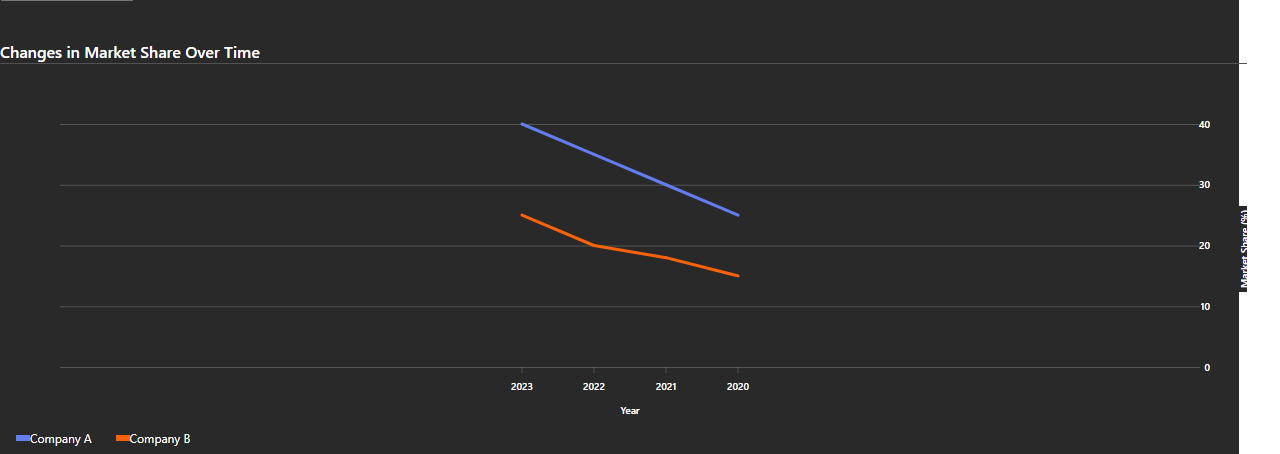 Changes in Market Share Over Time
40
30
20
10
0
Market Share (%)
2023 2022 2021 2020
Year
Company A Company B